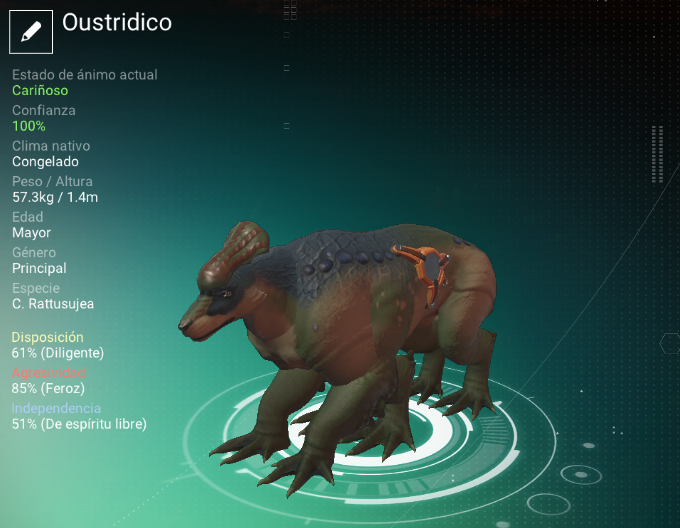 Oustridico
Estado de ánimo actual
Cariñoso
Confianza
100%
Clima nativo
Congelado
Peso / Altura
57.3kg / 1.4m
Edad
Mayor
Género
Principal
Especie
C. Rattusujea
Disposición
61% (Diligente)
Agresividad
85% (Feroz)
Independencia
51% (De espíritu libre)